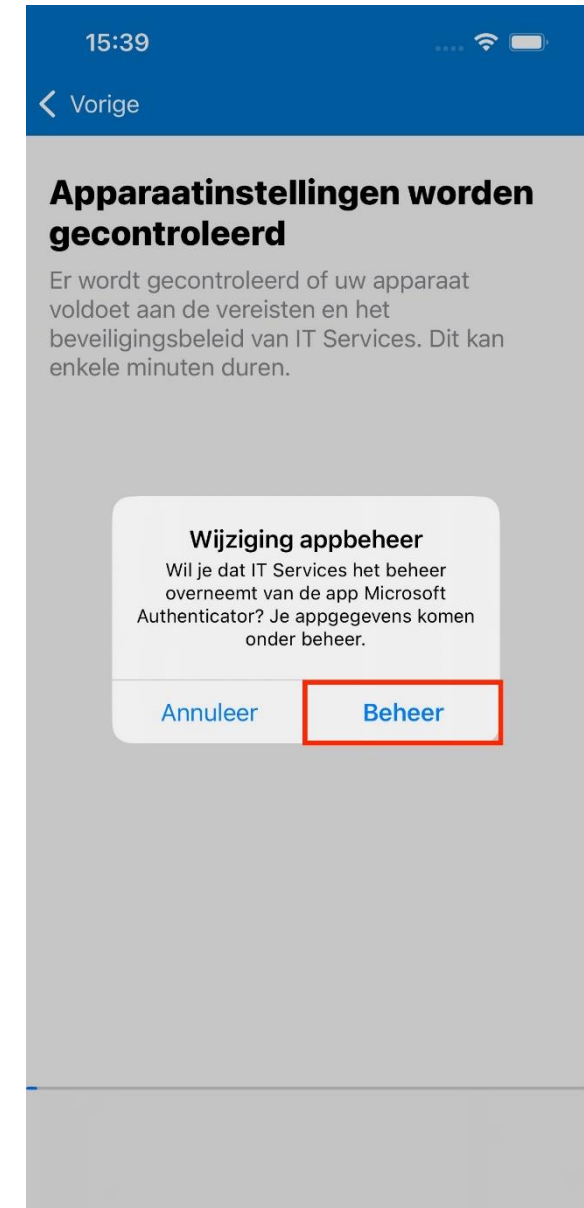 15:39
Vorige
Apparaatinstellingen worden
gecontroleerd
Er wordt gecontroleerd of uw apparaat
voldoet aan de vereisten en het
beveiligingsbeleid van IT Services. Dit kan
enkele minuten duren.
Wijziging appbeheer
Wil je dat IT Services het beheer
overneemt van de app Microsoft
Authenticator? Je appgegevens komen
onder beheer.
Annuleer Beheer